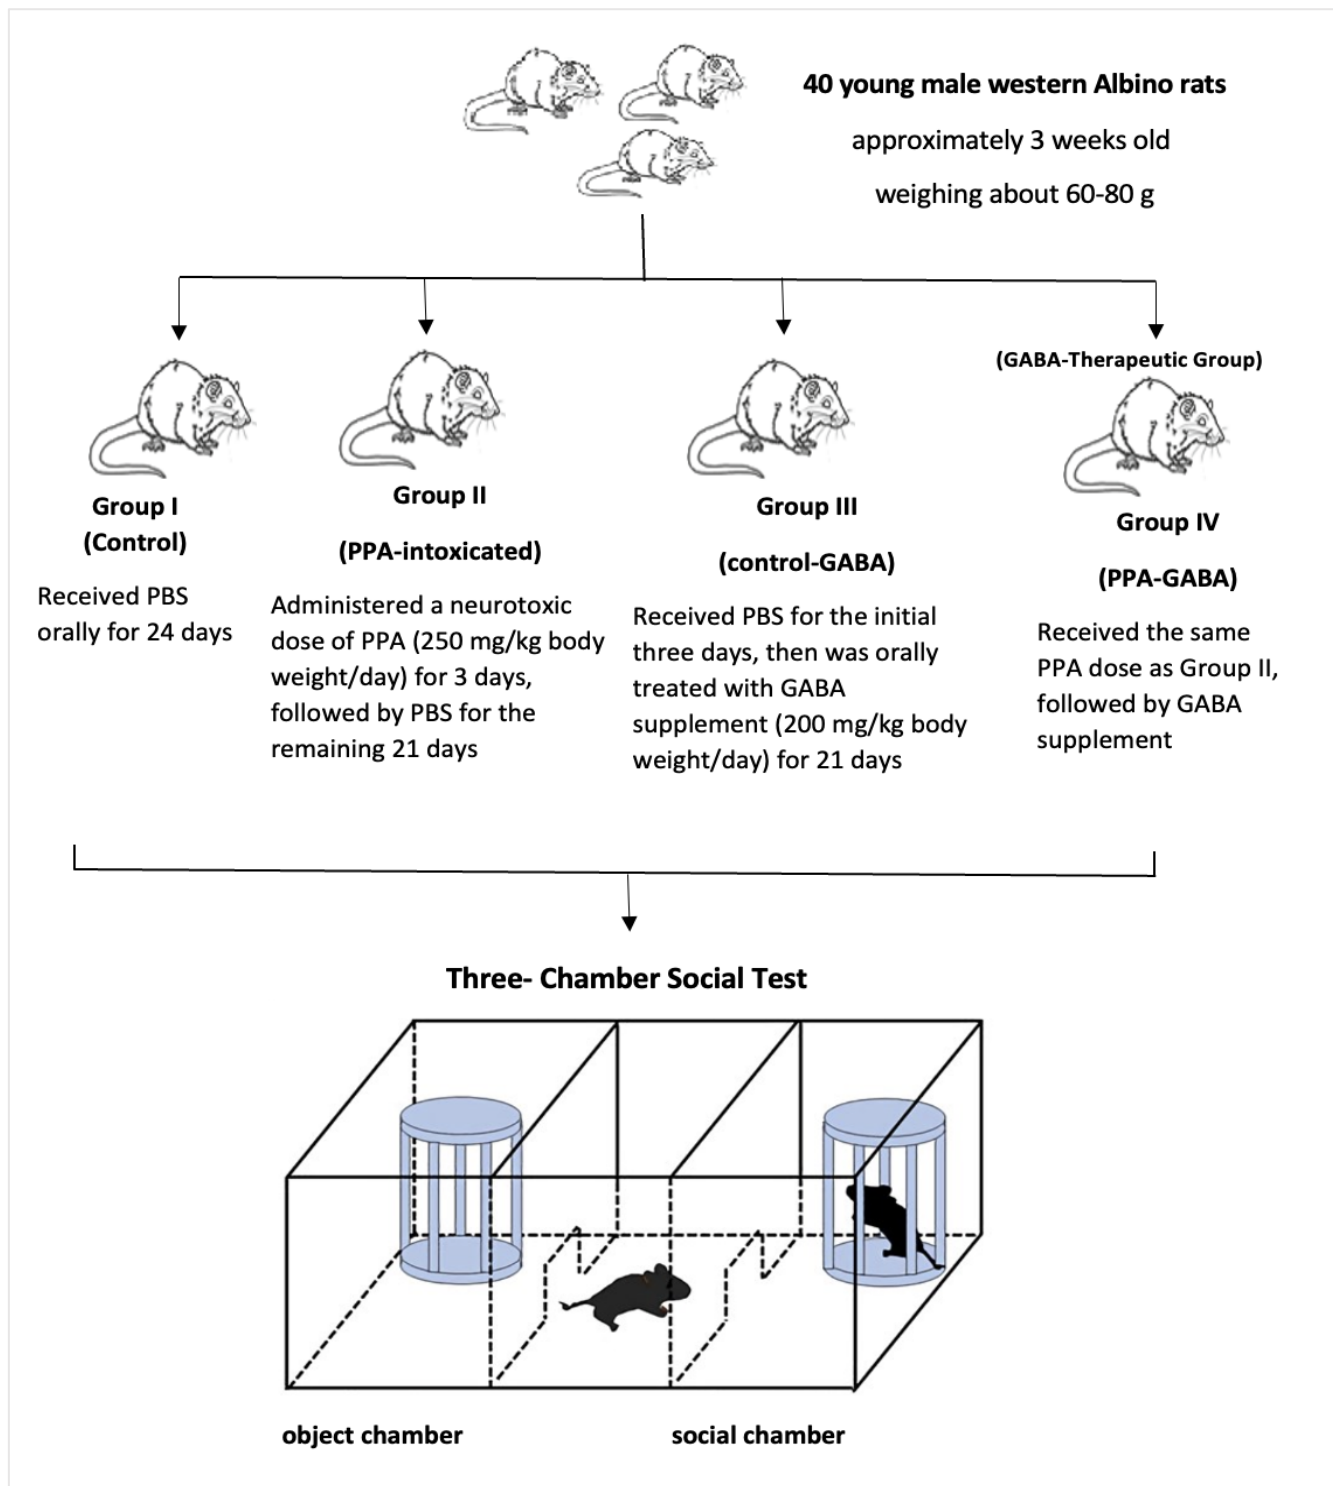 40 young male western Albino rats
approximately 3 weeks old
weighing about 60-80 g
Group I
(Control)
Received PBS
orally for 24 days
Group II
(PPA-intoxicated)
Administered a neurotoxic
dose of PPA (250 mg/kg body
weight/day) for 3 days,
followed by PBS for the
remaining 21 days
Group III
(control-GABA)
Received PBS for the initial
three days, then was orally
treated with GABA
supplement (200 mg/kg body
weight/day) for 21 days
(GABA-Therapeutic Group)
Group IV
(PPA-GABA)
Received the same
PPA dose as Group II,
followed by GABA
supplement
Three- Chamber Social Test
object chamber
social chamber